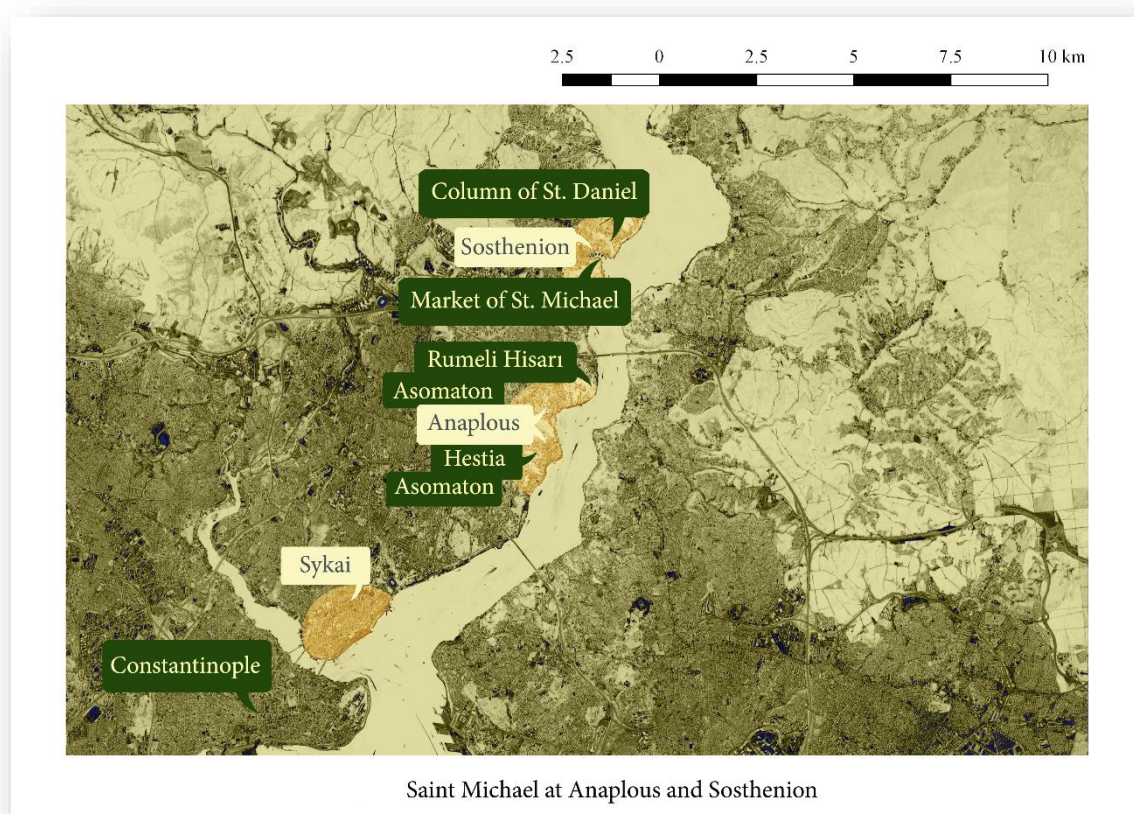 2.5 0 2.5 5 7.5 10 km
Column of St. Daniel
Sosthenion
Market of St. Michael
Rumeli Hisarı
Asomaton
Anaplous
Hestia
Asomaton
Sykai
Constantinople
Saint Michael at Anaplous and Sosthenion